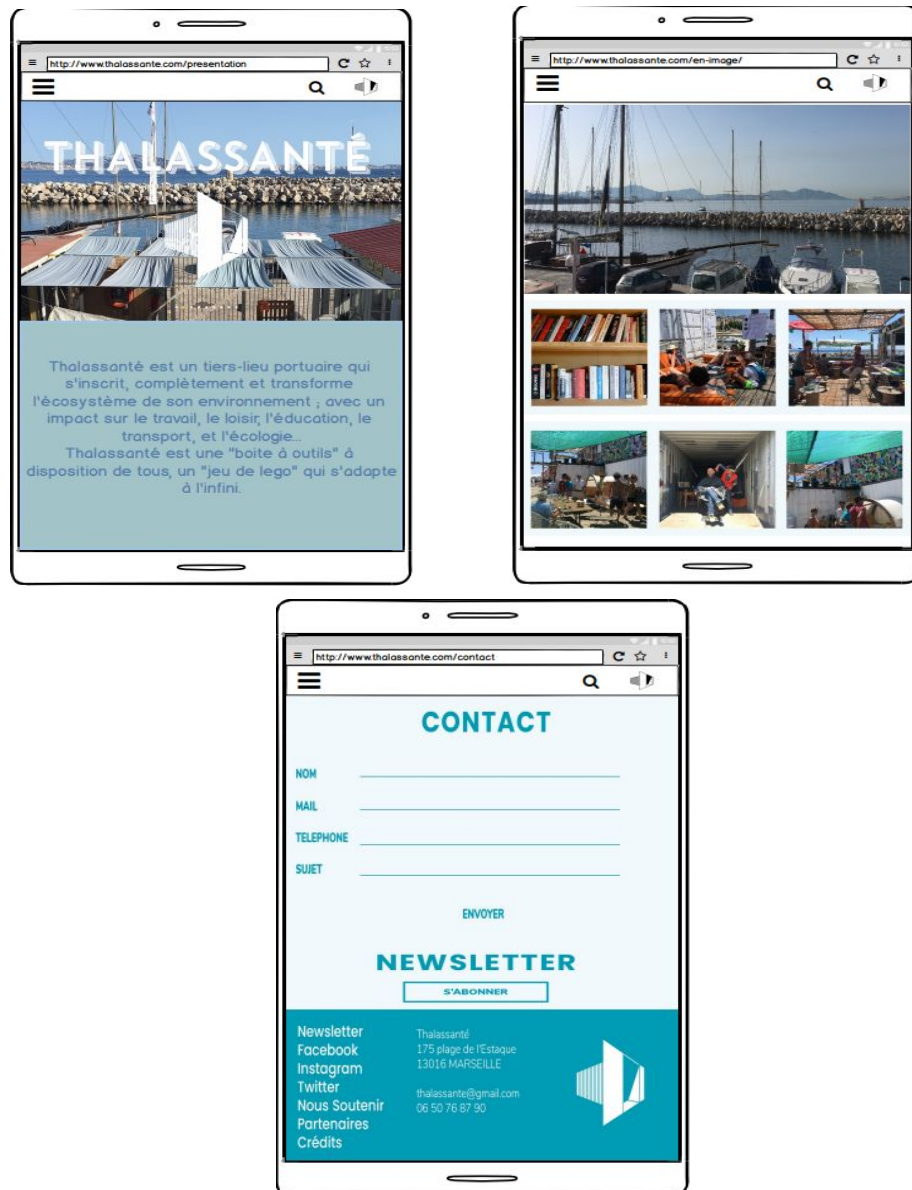 http://www.thalassante.com/presentation
THALASSANTÉ
Thalassanté est un tiers-lieu portuaire qui
s'inscrit, complètement et transforme
l'écosystème de son environnement ; avec un
impact sur le travail, le loisir, l'éducation, le
transport, et l'écologie...
Thalassanté est une "boite à outils" à
disposition de tous, un "jeu de lego" qui s'adapte
à l'infini.
http://www.thalassante.com/en-image/
http://www.thalassante.com/contact
CONTACT
NOM
MAIL
TELEPHONE
SUJET
ENVOYER
NEWSLETTER
S'ABONNER
Newsletter
Facebook
Instagram
Twitter
Nous Soutenir
Partenaires
Crédits
Thalassanté
175 plage de l'Estaque
13016 MARSEILLE
thalassante@gmail.com
06 50 76 87 90